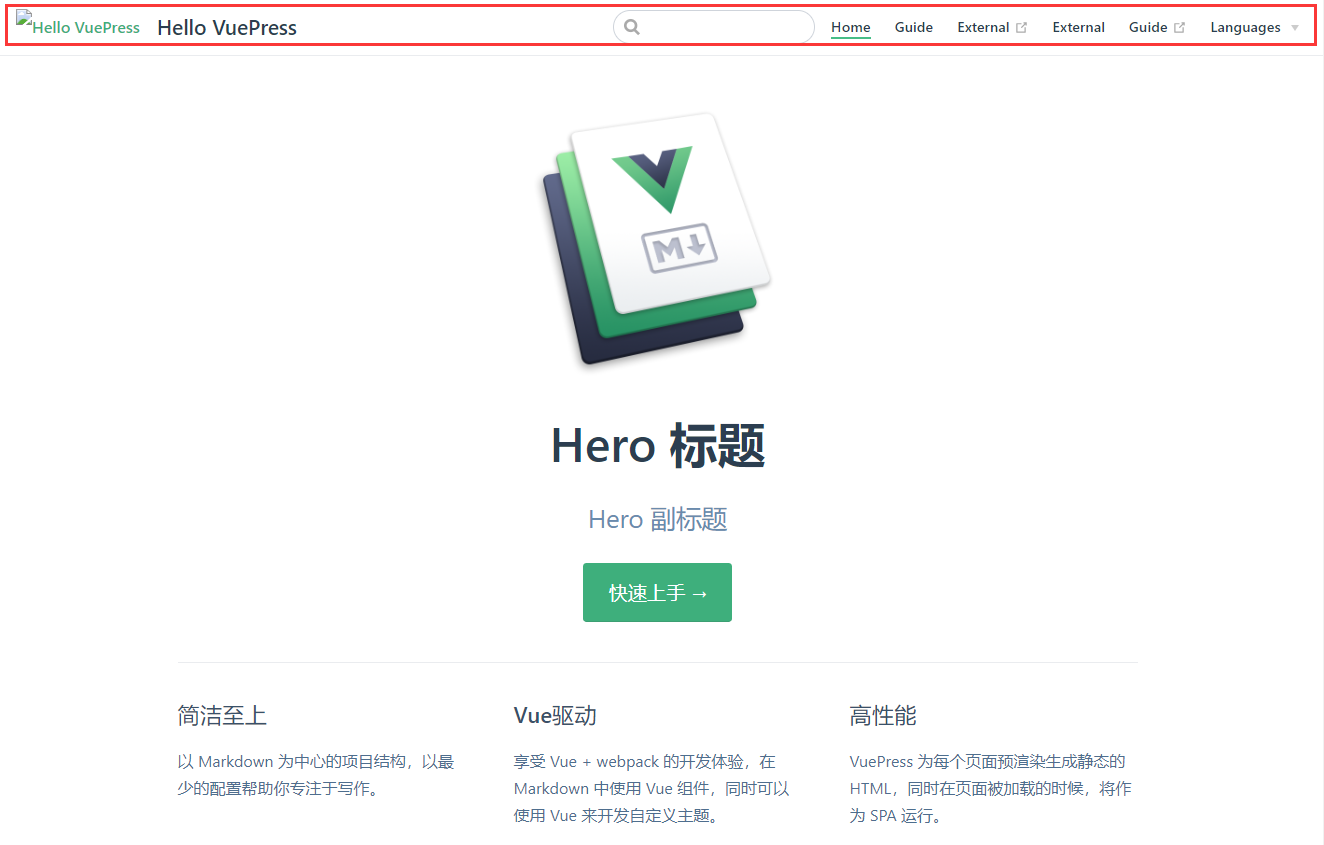 Hello VuePress Hello VuePress Home Guide External External Guide Languages
M
Hero 标题
Hero 副标题
快速上手 →
简洁至上
以 Markdown 为中心的项目结构，以最
少的配置帮助你专注于写作。
Vue驱动
享受 Vue + webpack 的开发体验，在
Markdown 中使用 Vue 组件，同时可以
使用 Vue 来开发自定义主题。
高性能
VuePress 为每个页面预渲染生成静态的
HTML，同时在页面被加载的时候，将作
为 SPA 运行。